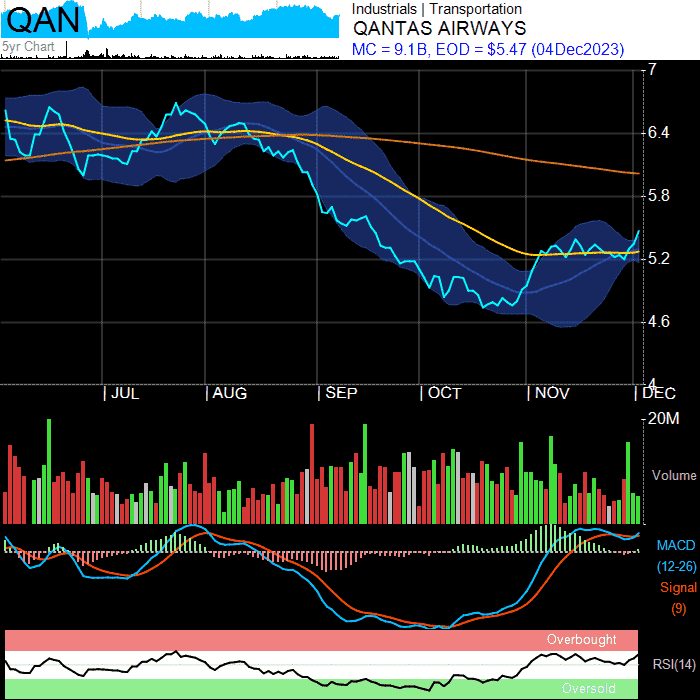 QAN
5yr Chart
Industrials | Transportation
QANTAS AIRWAYS
MC = 9.1B, EOD = $5.47 (04Dec2023)
7
6.4
5.8
5.2
4.6
4
JUL AUG SEP OCT NOV DEC
20M
Volume
MACD
(12-26)
Signal
(9)
Overbought
RSI(14)
Oversold